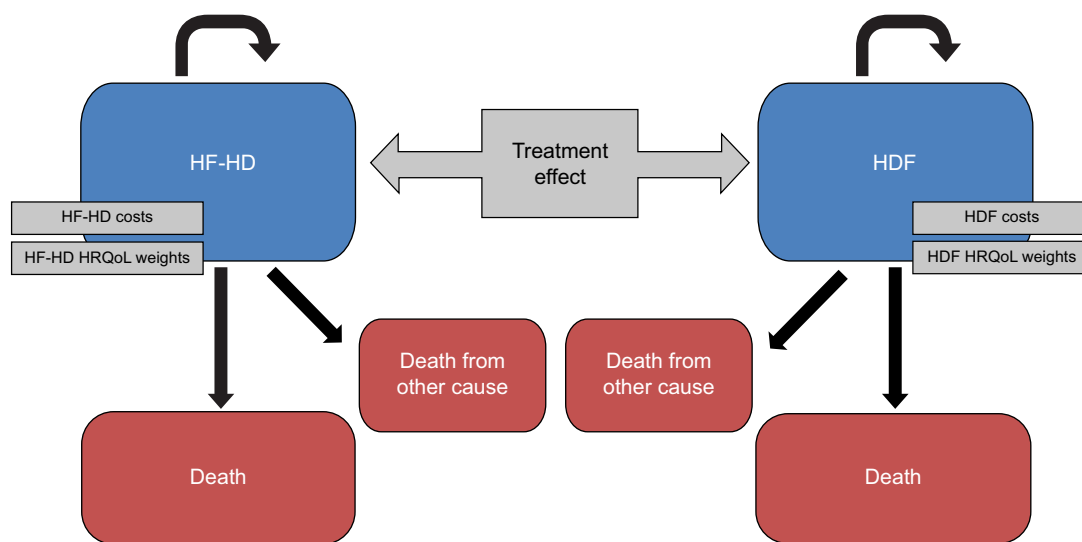 HF-HD
Treatment
effect
HDF
HF-HD costs
HF-HD HRQoL weights
HDF costs
HDF HRQoL weights
Death from
other cause
Death from
other cause
Death
Death